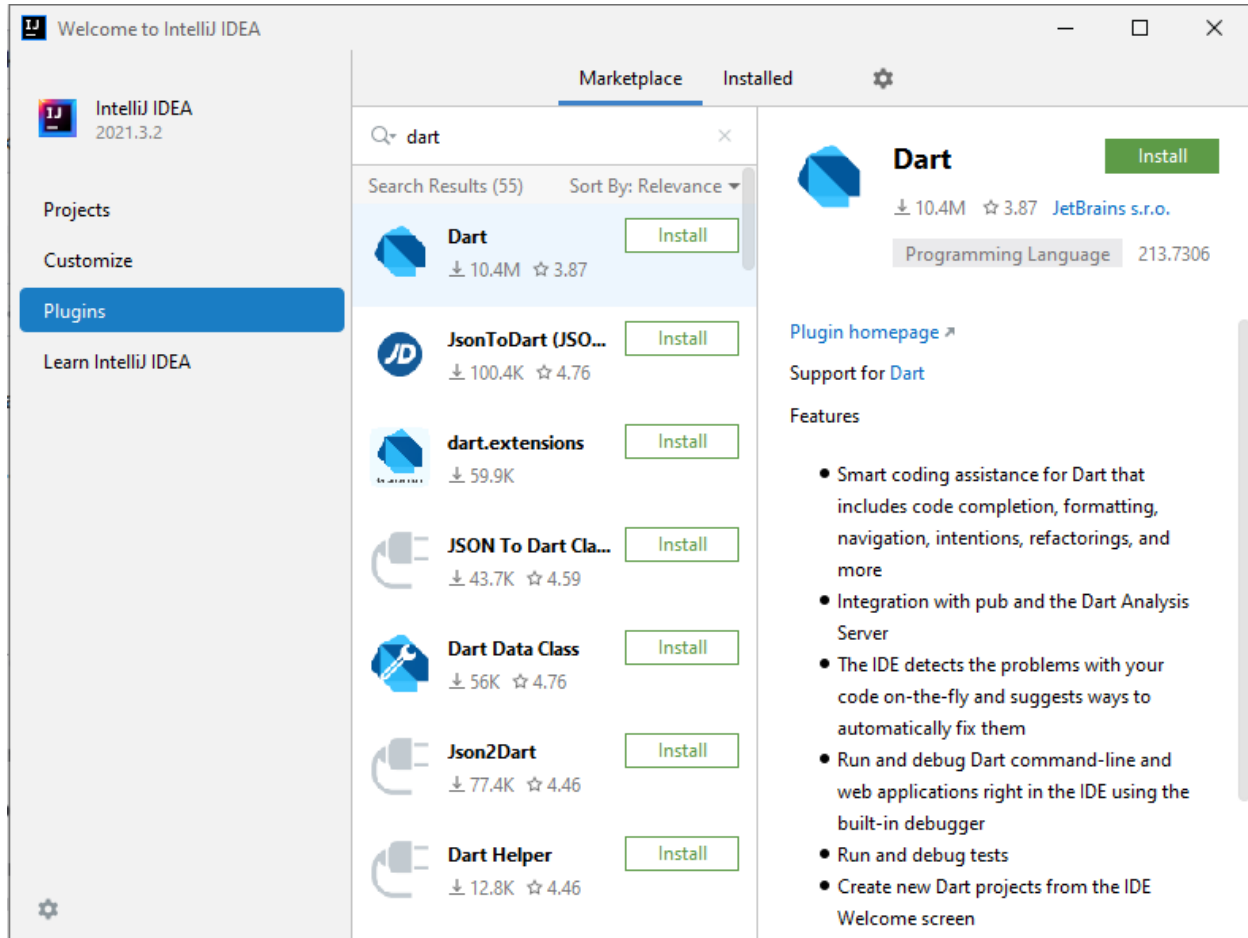 Welcome to IntelliJ IDEA
IntelliJ IDEA
2021.3.2
Projects
Customize
Plugins
Learn IntelliJ IDEA
Marketplace Installed
dart
Search Results (55) Sort By: Relevance
Dart Install
10.4M 3.87
JsonToDart (JSO... Install
100.4K 4.76
dart.extensions Install
59.9K
JSON To Dart Cla... Install
43.7K 4.59
Dart Data Class Install
56K 4.76
Json2Dart Install
77.4K 4.46
Dart Helper Install
12.8K 4.46
Dart Install
10.4M 3.87 JetBrains s.r.o.
Programming Language 213.7306
Plugin homepage
Support for Dart
Features
Smart coding assistance for Dart that
includes code completion, formatting,
navigation, intentions, refactorings, and
more
Integration with pub and the Dart Analysis
Server
The IDE detects the problems with your
code on-the-fly and suggests ways to
automatically fix them
Run and debug Dart command-line and
web applications right in the IDE using the
built-in debugger
Run and debug tests
Create new Dart projects from the IDE
Welcome screen